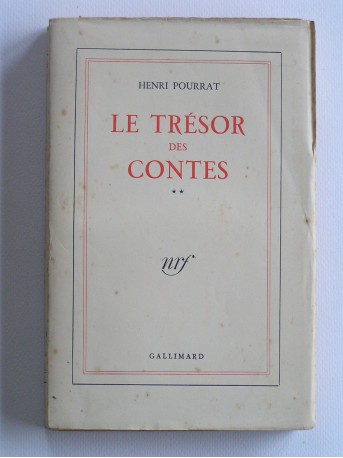 HENRI POURRAT
LE TRÉSOR
DES
CONTES
**
nrf
GALLIMARD